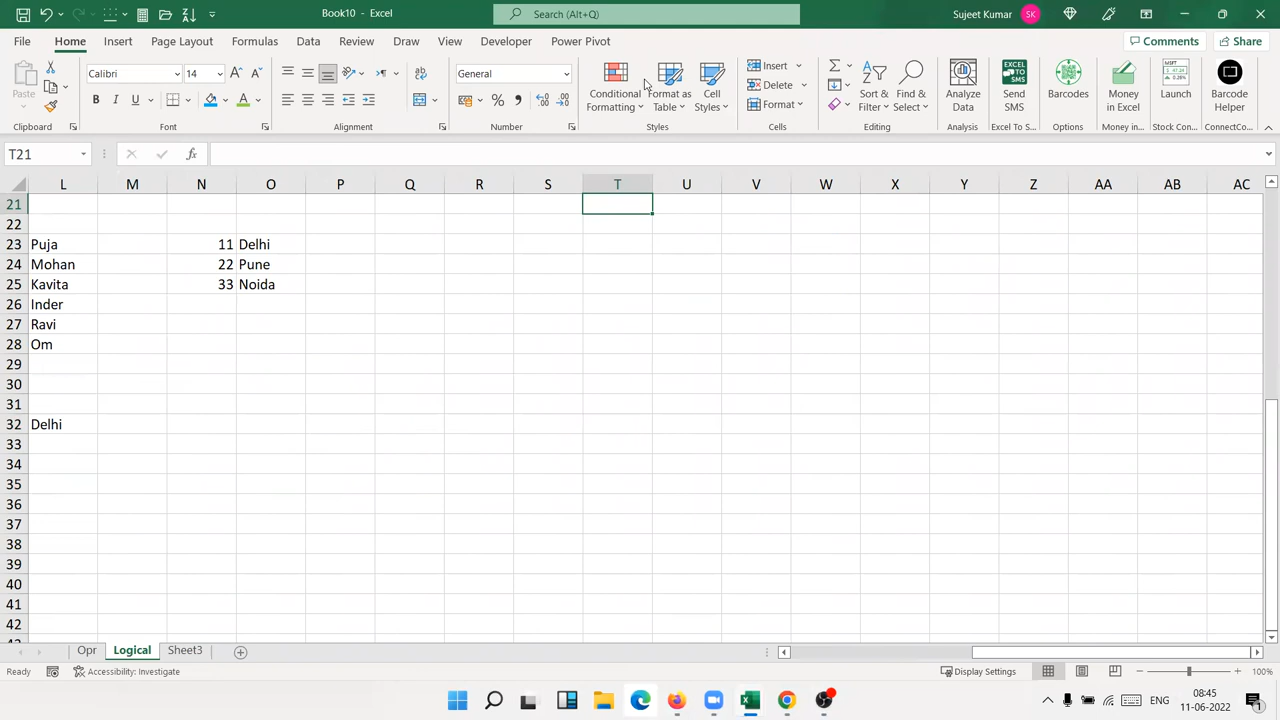 Book10 - Excel
Search (Alt+Q)
Sujeet Kumar SK
File Home Insert Page Layout Formulas Data Review Draw View Developer Help Power Pivot
Comments Share
Paste
Calibri 14
B I U
General
Conditional Formatting
Format as Table
Cell Styles
Insert
Delete
Format
Sort & Filter
Find & Select
Analyze Data
Send SMS
Barcodes
Money in Excel
Launch
Barcode Helper
Clipboard Font Alignment Number Styles Cells Editing Analysis Excel To S... Options Money in... Stock Con... ConnectCo...
T21 fx
L M N O P Q R S T U V W X Y Z AA AB AC
21
22
23 Puja 11 Delhi
24 Mohan 22 Pune
25 Kavita 33 Noida
26 Inder
27 Ravi
28 Om
29
30
31
32 Delhi
33
34
35
36
37
38
39
40
41
42
Opr Logical Sheet3
Ready Accessibility: Investigate Display Settings 100%
ENG
08:45
11-06-2022
1